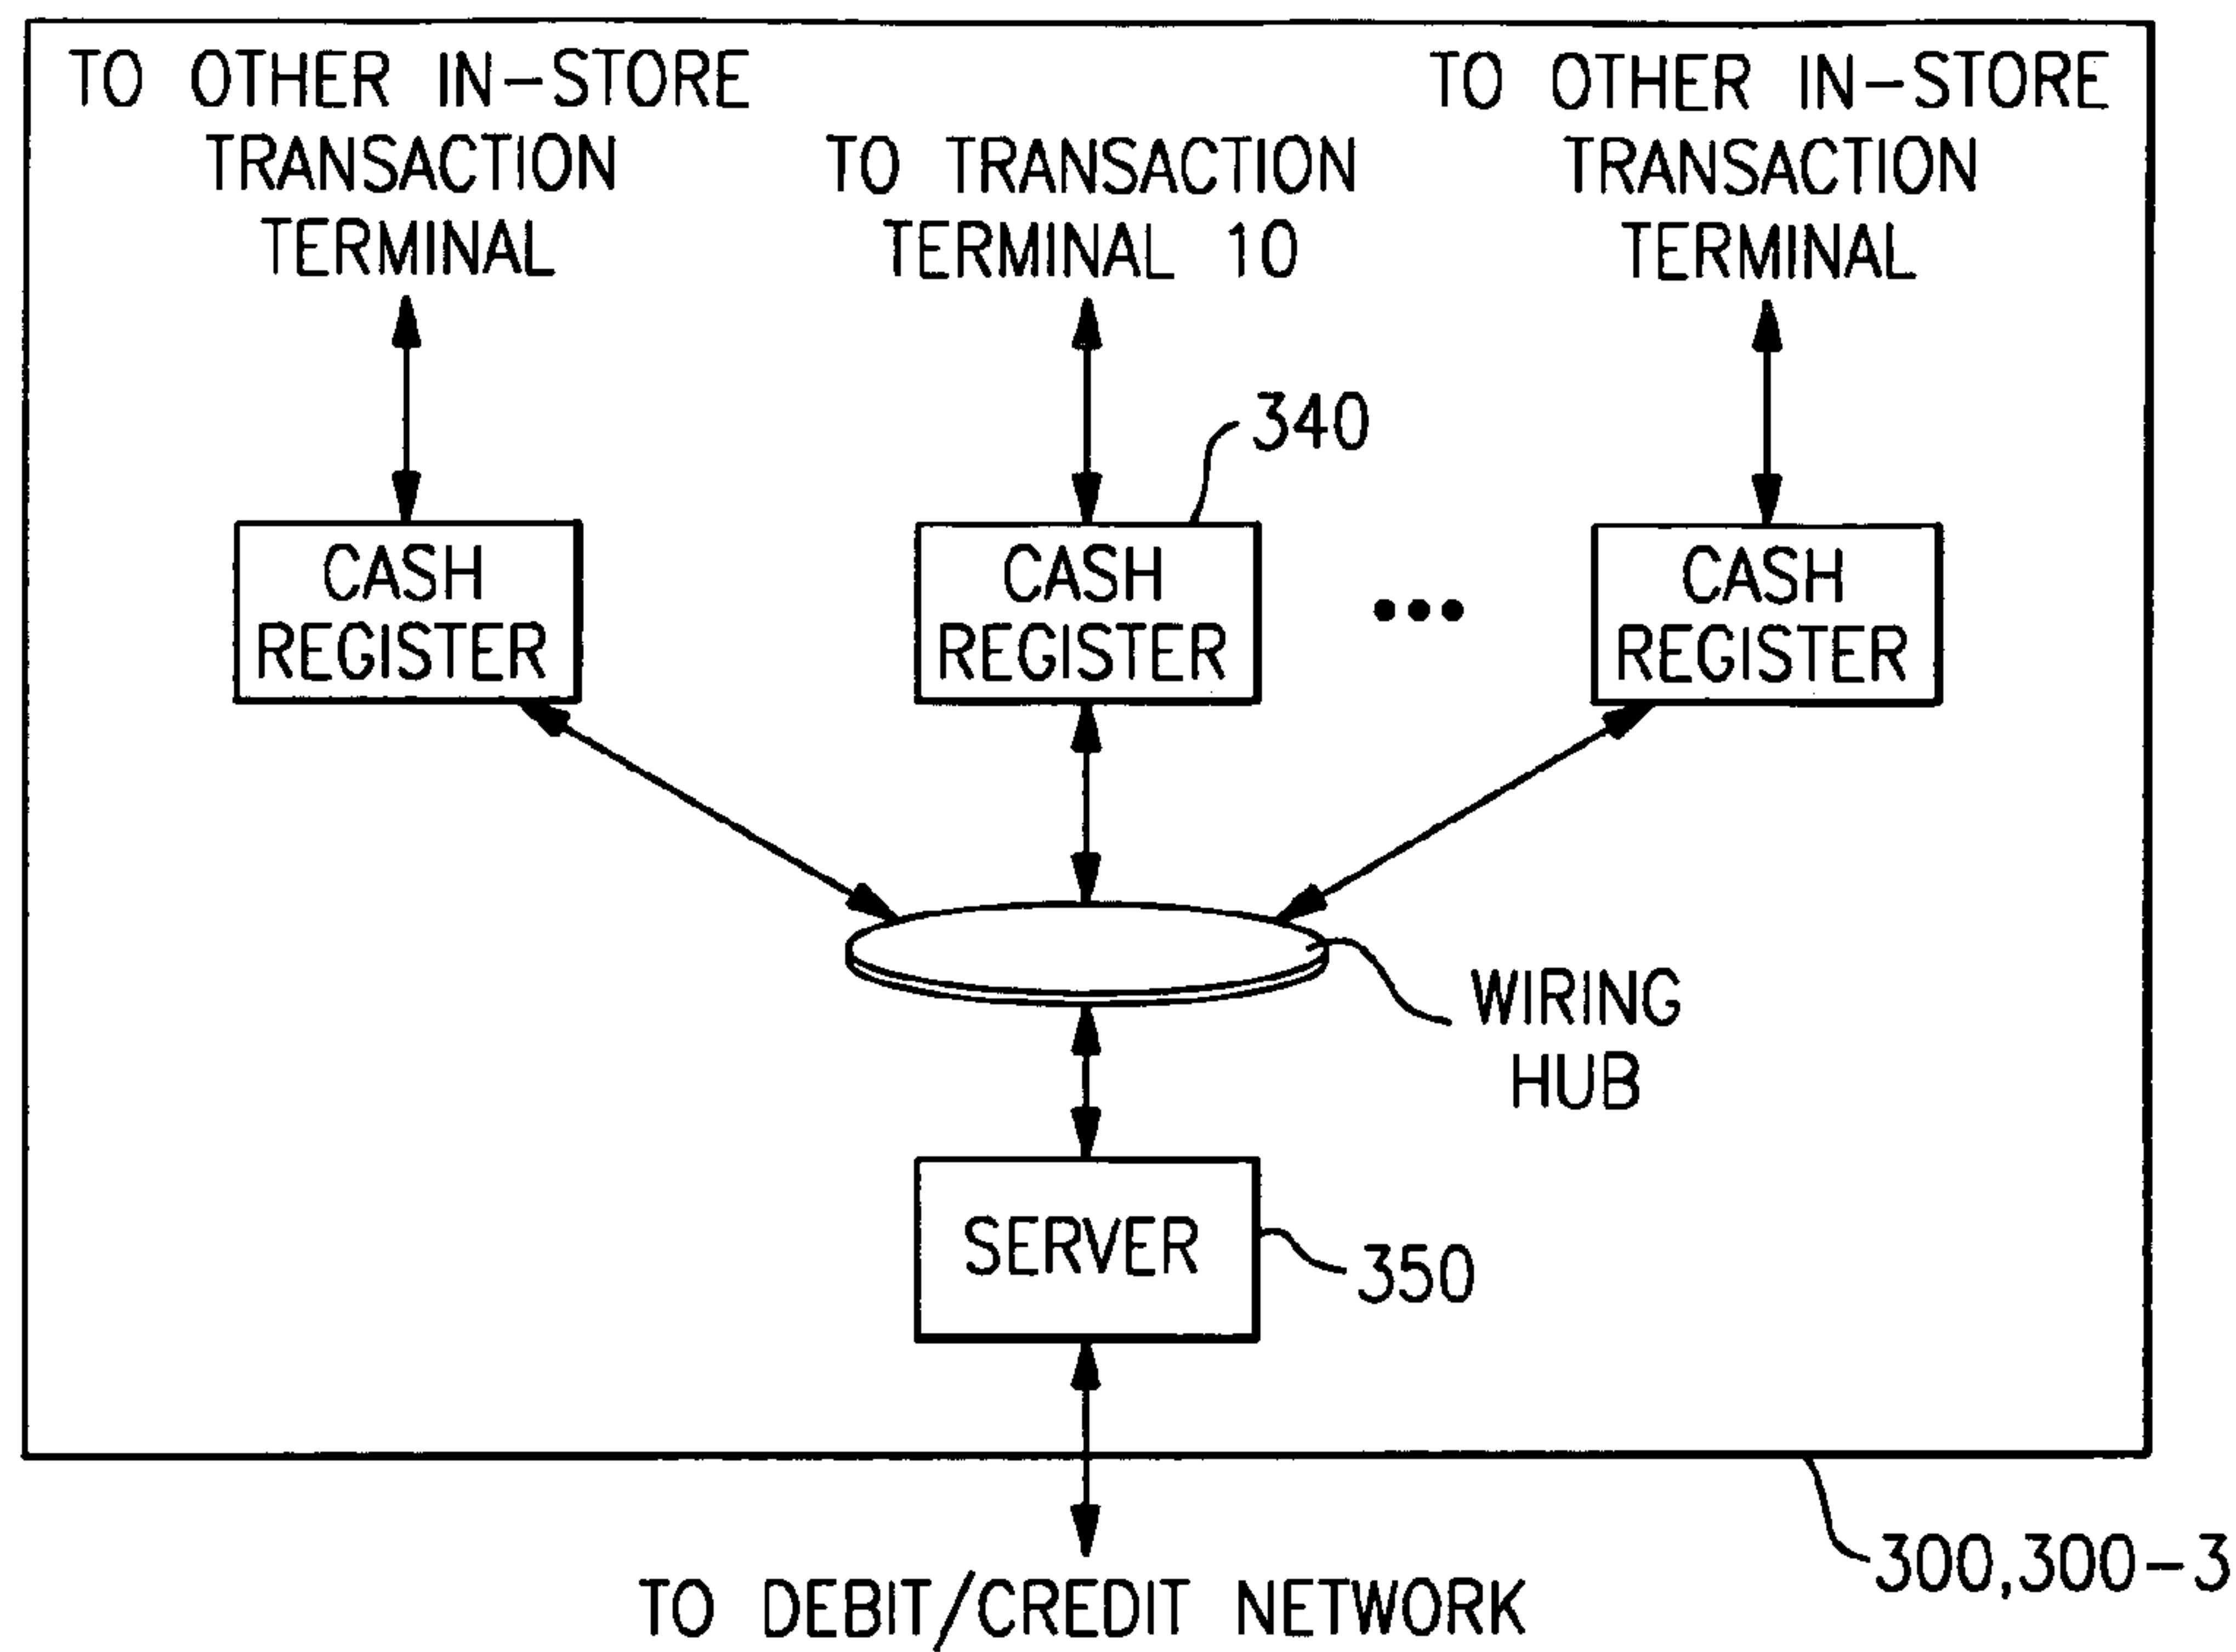 TO OTHER IN-STORE
TRANSACTION
TERMINAL
TO TRANSACTION
TERMINAL 10
TO OTHER IN-STORE
TRANSACTION
TERMINAL
340
CASH
REGISTER
CASH
REGISTER
CASH
REGISTER
WIRING
HUB
SERVER
350
300,300-3
TO DEBIT/CREDIT NETWORK